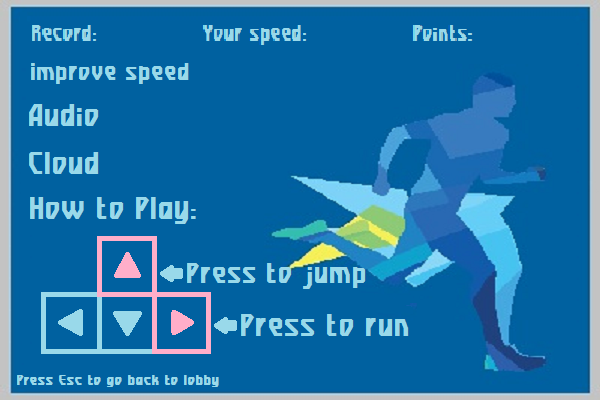 Record: Your speed: Points:
improve speed
Audio
Cloud
How to Play:
Press to jump
Press to run
Press Esc to go back to lobby